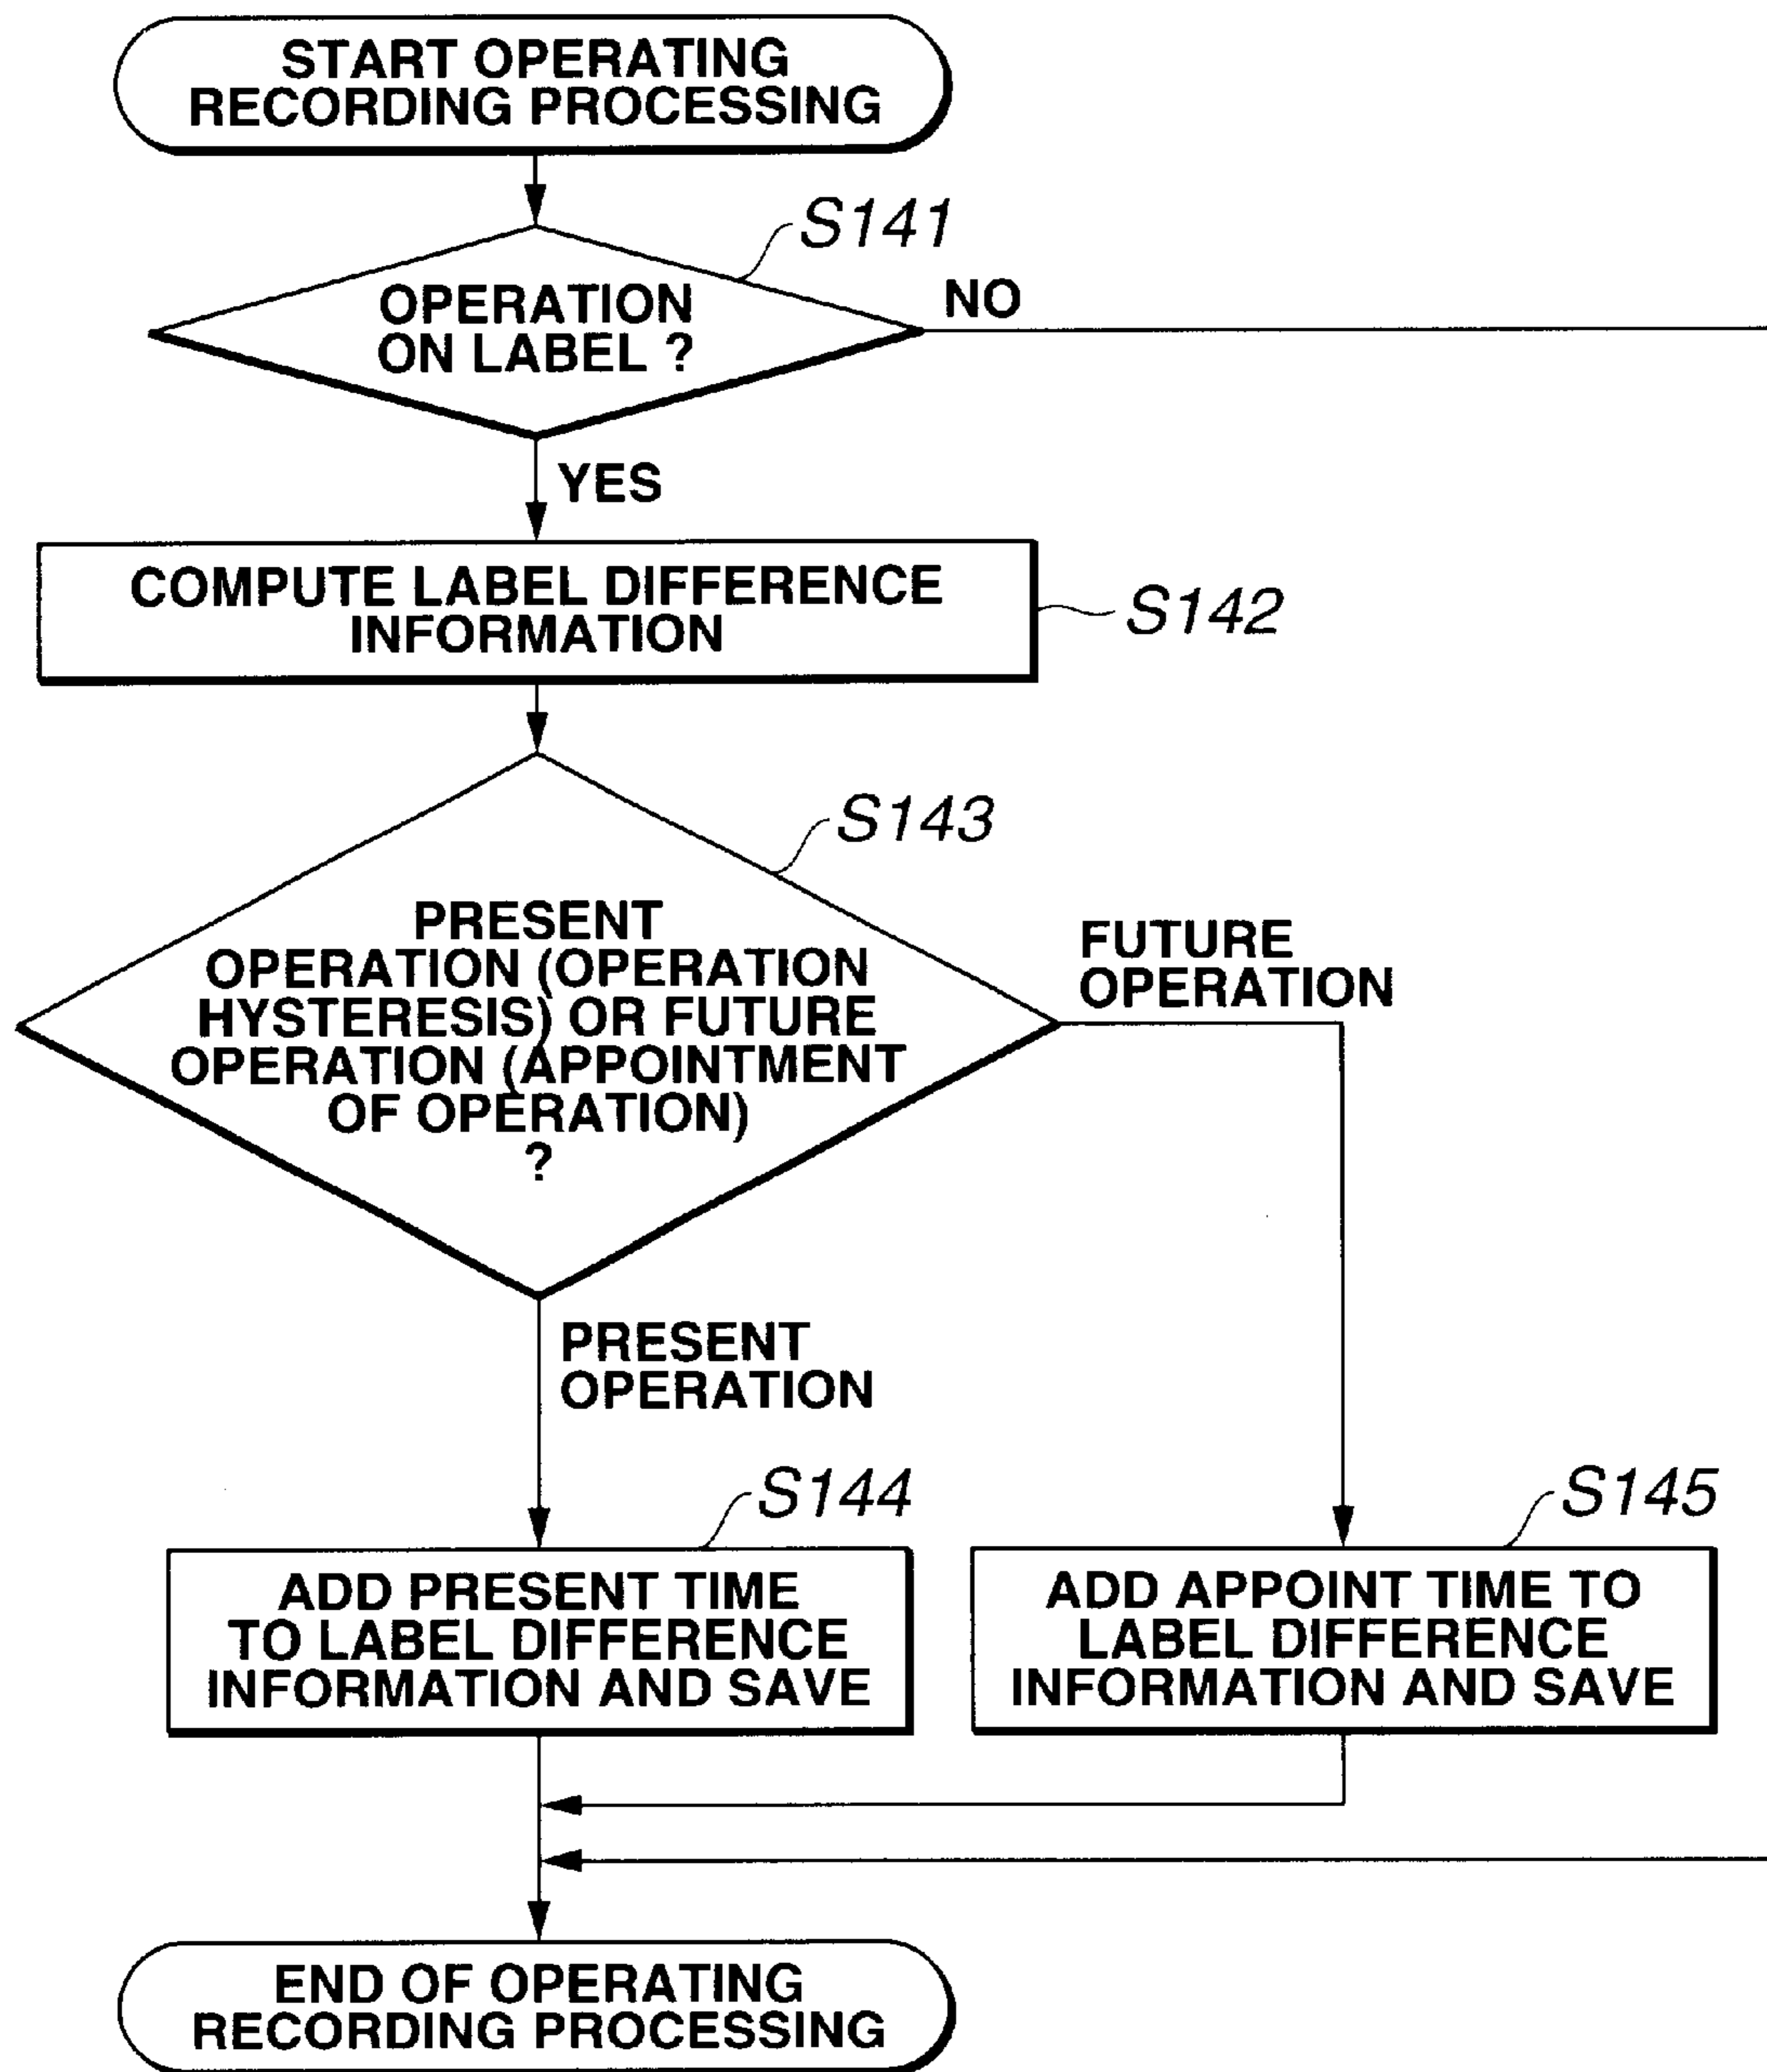 START OPERATING
RECORDING PROCESSING
S141
OPERATION
ON LABEL ?
NO
YES
COMPUTE LABEL DIFFERENCE
INFORMATION
S142
S143
PRESENT
OPERATION (OPERATION
HYSTERESIS) OR FUTURE
OPERATION (APPOINTMENT
OF OPERATION)
?
FUTURE
OPERATION
PRESENT
OPERATION
S144
ADD PRESENT TIME
TO LABEL DIFFERENCE
INFORMATION AND SAVE
S145
ADD APPOINT TIME TO
LABEL DIFFERENCE
INFORMATION AND SAVE
END OF OPERATING
RECORDING PROCESSING